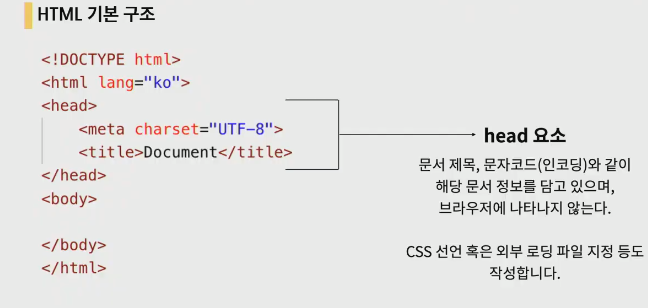 HTML 기본 구조
<!DOCTYPE html>
<html lang="ko">
<head>
<meta charset="UTF-8">
<title>Document</title>
</head>
<body>
</body>
</html>
head 요소
문서 제목, 문자코드(인코딩)와 같이
해당 문서 정보를 담고 있으며,
브라우저에 나타나지 않는다.
CSS 선언 혹은 외부 로딩 파일 지정 등도
작성합니다.